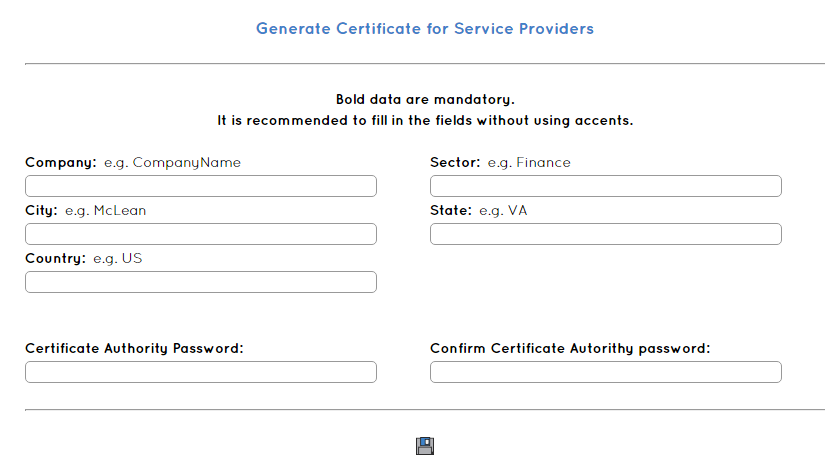 Generate Certificate for Service Providers
Bold data are mandatory.
It is recommended to fill in the fields without using accents.
Company: e.g. CompanyName
Sector: e.g. Finance
City: e.g. McLean
State: e.g. VA
Country: e.g. US
Certificate Authority Password:
Confirm Certificate Autorithy password: